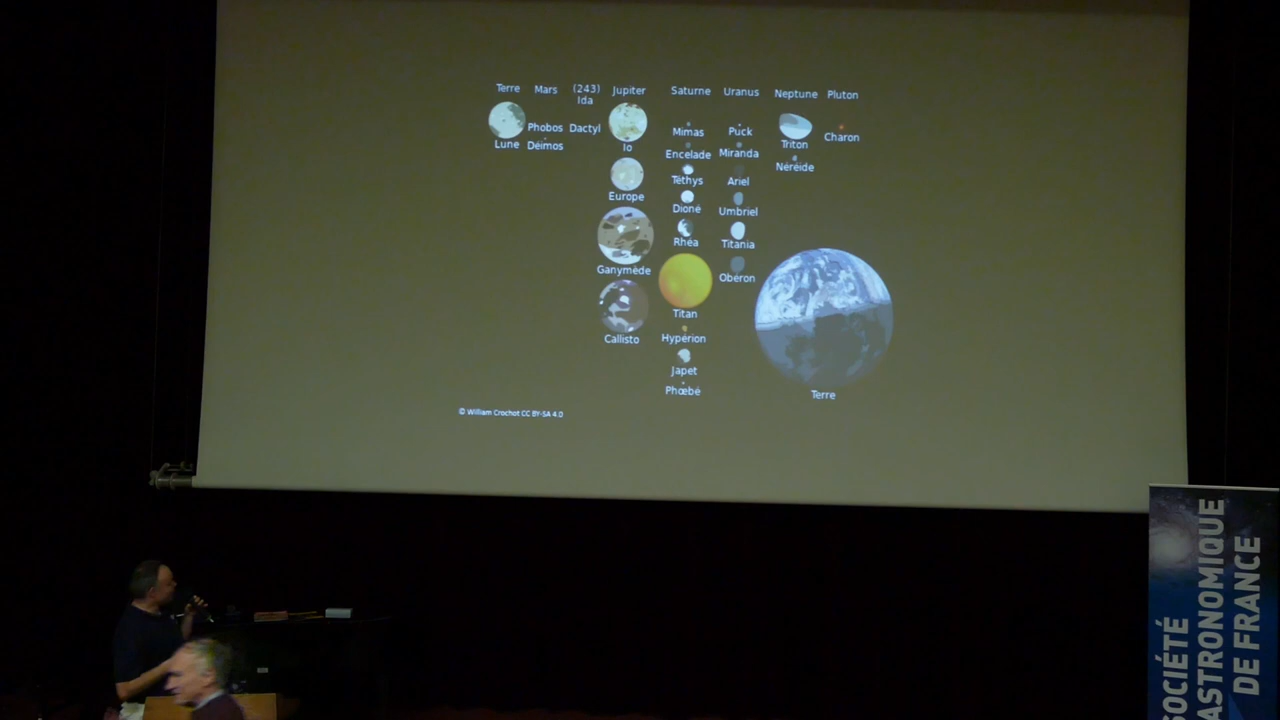 Terre
Mars
(243)
Ida
Jupiter
Saturne
Uranus
Neptune
Pluton
Lune
Phobos
Déimos
Dactyl
Io
Europe
Ganymède
Callisto
Mimas
Encelade
Téthys
Dioné
Rhéa
Titan
Hypérion
Japet
Phœbé
Puck
Miranda
Ariel
Umbriel
Titania
Obéron
Triton
Néréide
Charon
Terre
© William Crochot CC BY-SA 4.0
SOCIÉTÉ
ASTRONOMIQUE
DE FRANCE